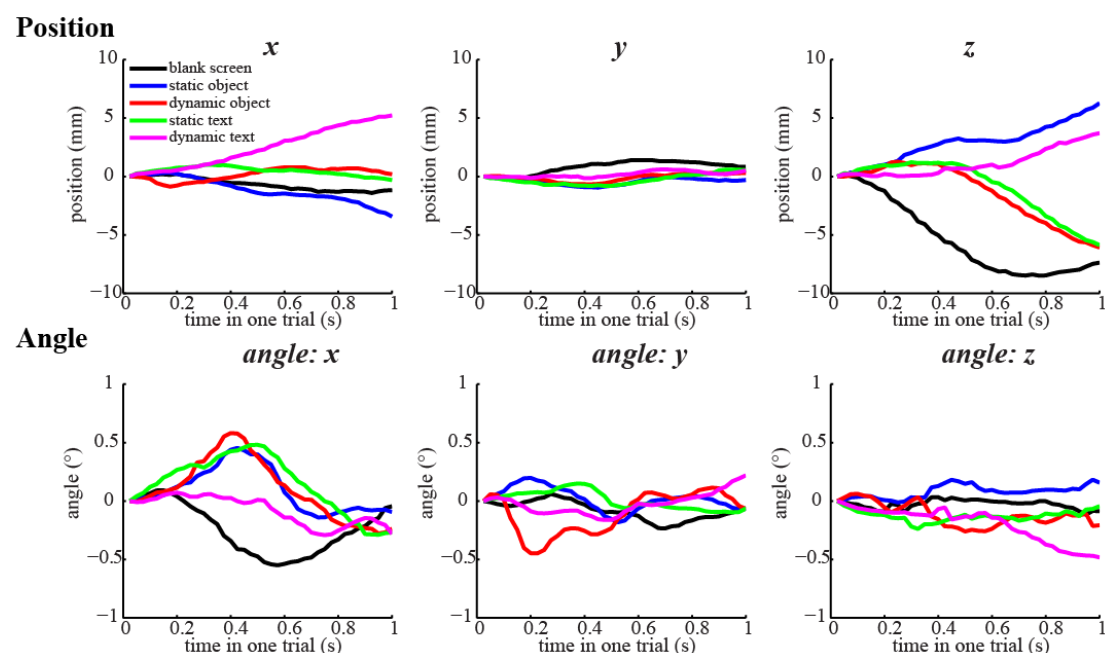 Position
x
y
z
10
5
0
−5
−10
position (mm)
blank screen
static object
dynamic object
static text
dynamic text
0 0.2 0.4 0.6 0.8 1
time in one trial (s)
10
5
0
−5
−10
position (mm)
0 0.2 0.4 0.6 0.8 1
time in one trial (s)
10
5
0
−5
−10
position (mm)
0 0.2 0.4 0.6 0.8 1
time in one trial (s)
Angle
angle: x
angle: y
angle: z
1
0.5
0
−0.5
−1
angle (°)
0 0.2 0.4 0.6 0.8 1
time in one trial (s)
1
0.5
0
−0.5
−1
angle (°)
0 0.2 0.4 0.6 0.8 1
time in one trial (s)
1
0.5
0
−0.5
−1
angle (°)
0 0.2 0.4 0.6 0.8 1
time in one trial (s)